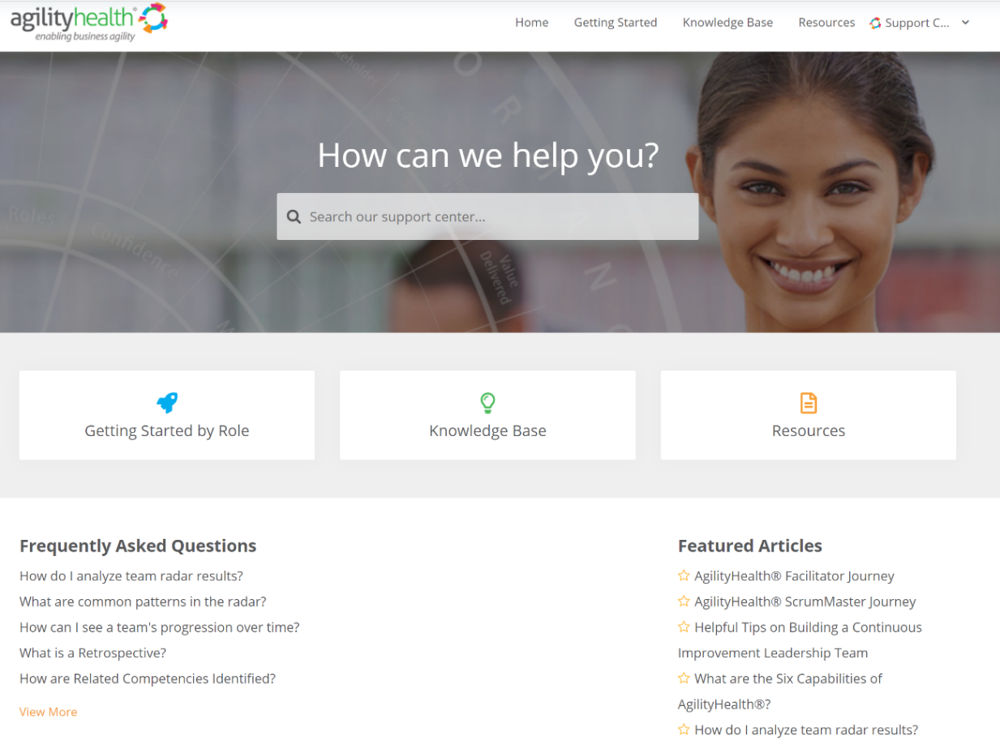 agilityhealth®
enabling business agility
Home Getting Started Knowledge Base Resources Support C...
O
R
Roles
Confidence
Value
Delivered
N
How can we help you?
Search our support center...
Getting Started by Role
Knowledge Base
Resources
Frequently Asked Questions
How do I analyze team radar results?
What are common patterns in the radar?
How can I see a team's progression over time?
What is a Retrospective?
How are Related Competencies Identified?
View More
Featured Articles
AgilityHealth® Facilitator Journey
AgilityHealth® ScrumMaster Journey
Helpful Tips on Building a Continuous
Improvement Leadership Team
What are the Six Capabilities of
AgilityHealth®?
How do I analyze team radar results?